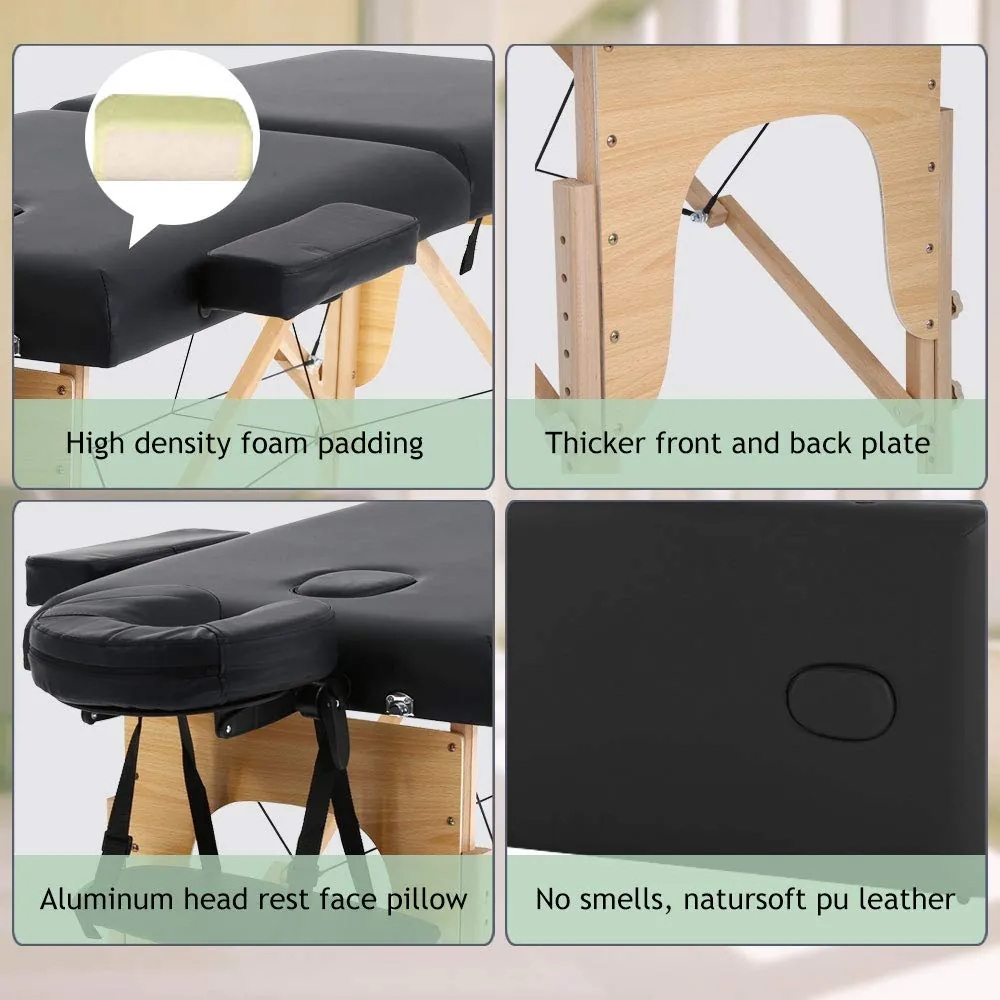 High density foam padding
Thicker front and back plate
Aluminum head rest face pillow
No smells, natursoft pu leather